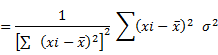 = 1 / [∑ (xi − x̄)²]² ∑(xi − x̄)² σ²